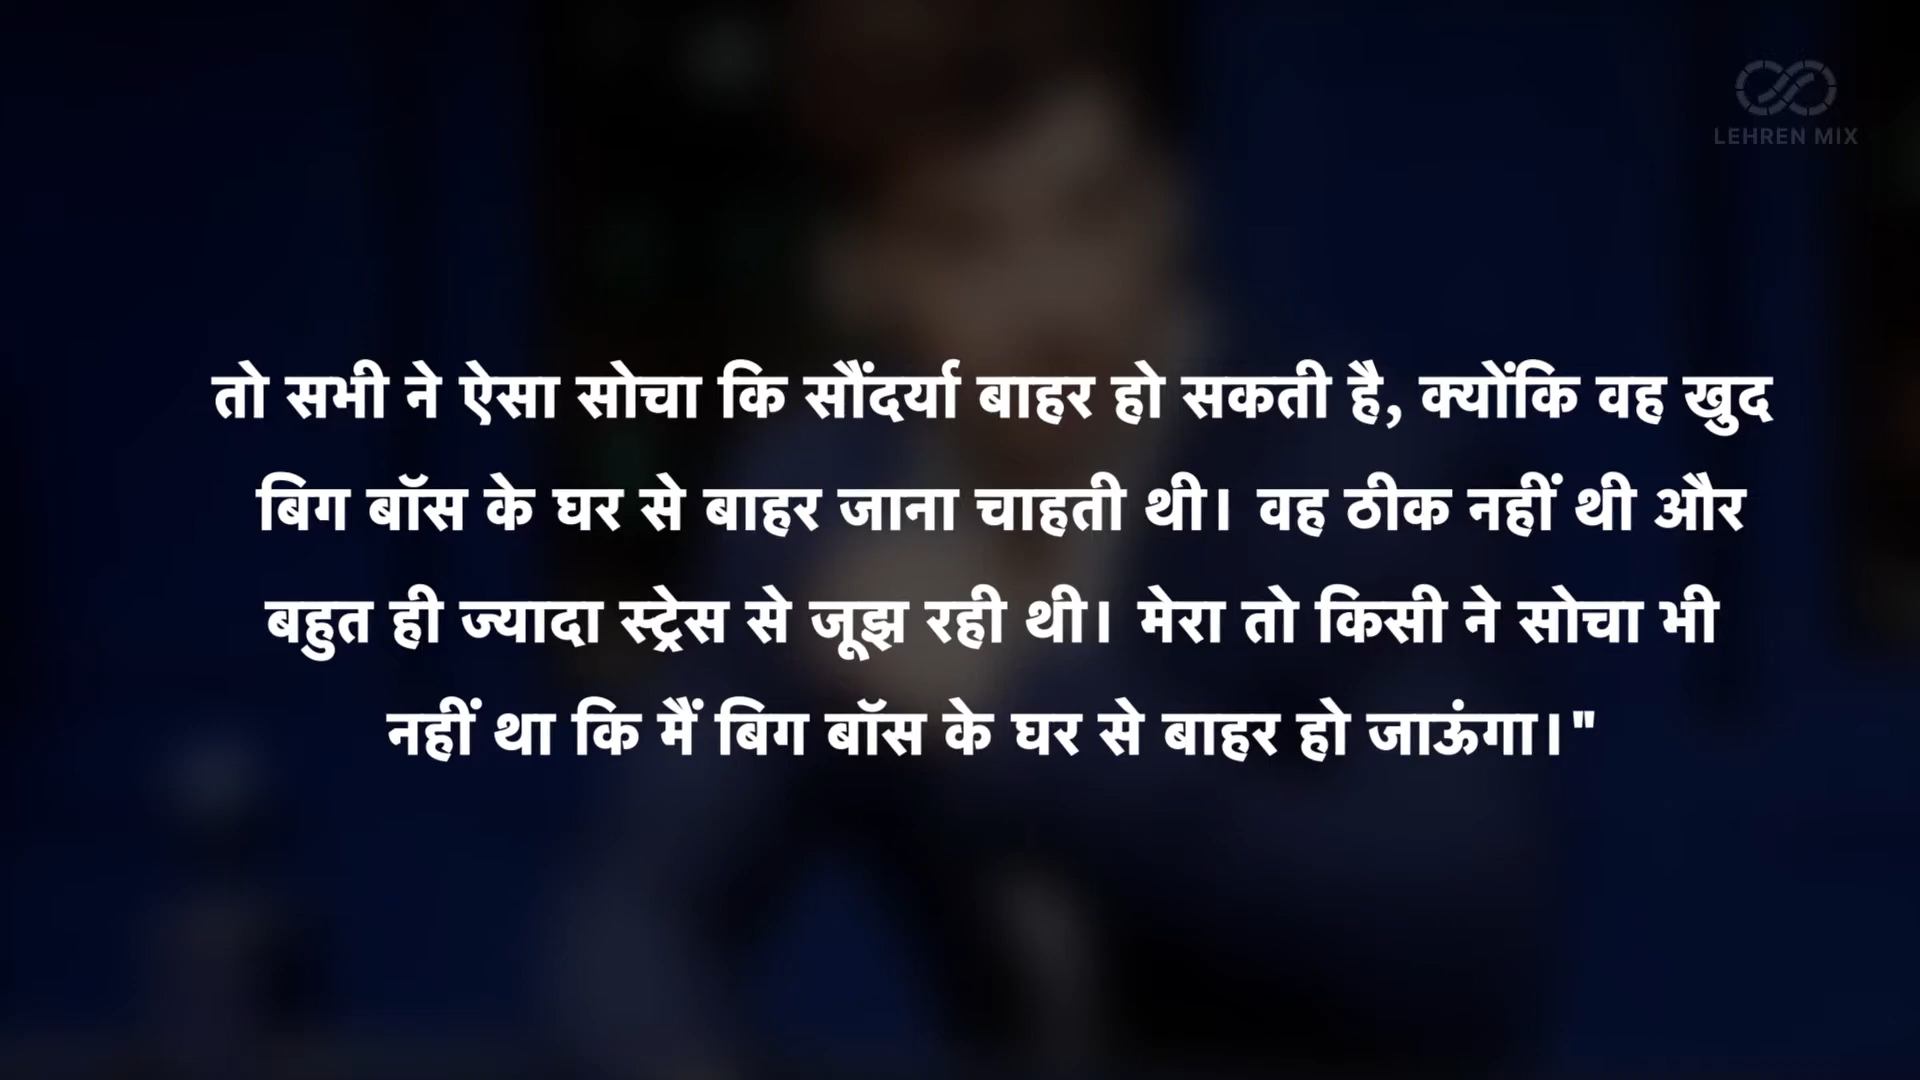 LEHREN MIX
तो सभी ने ऐसा सोचा कि सौंदर्या बाहर हो सकती है, क्योंकि वह खुद
बिग बॉस के घर से बाहर जाना चाहती थी। वह ठीक नहीं थी और
बहुत ही ज्यादा स्ट्रेस से जूझ रही थी। मेरा तो किसी ने सोचा भी
नहीं था कि मैं बिग बॉस के घर से बाहर हो जाऊंगा।"